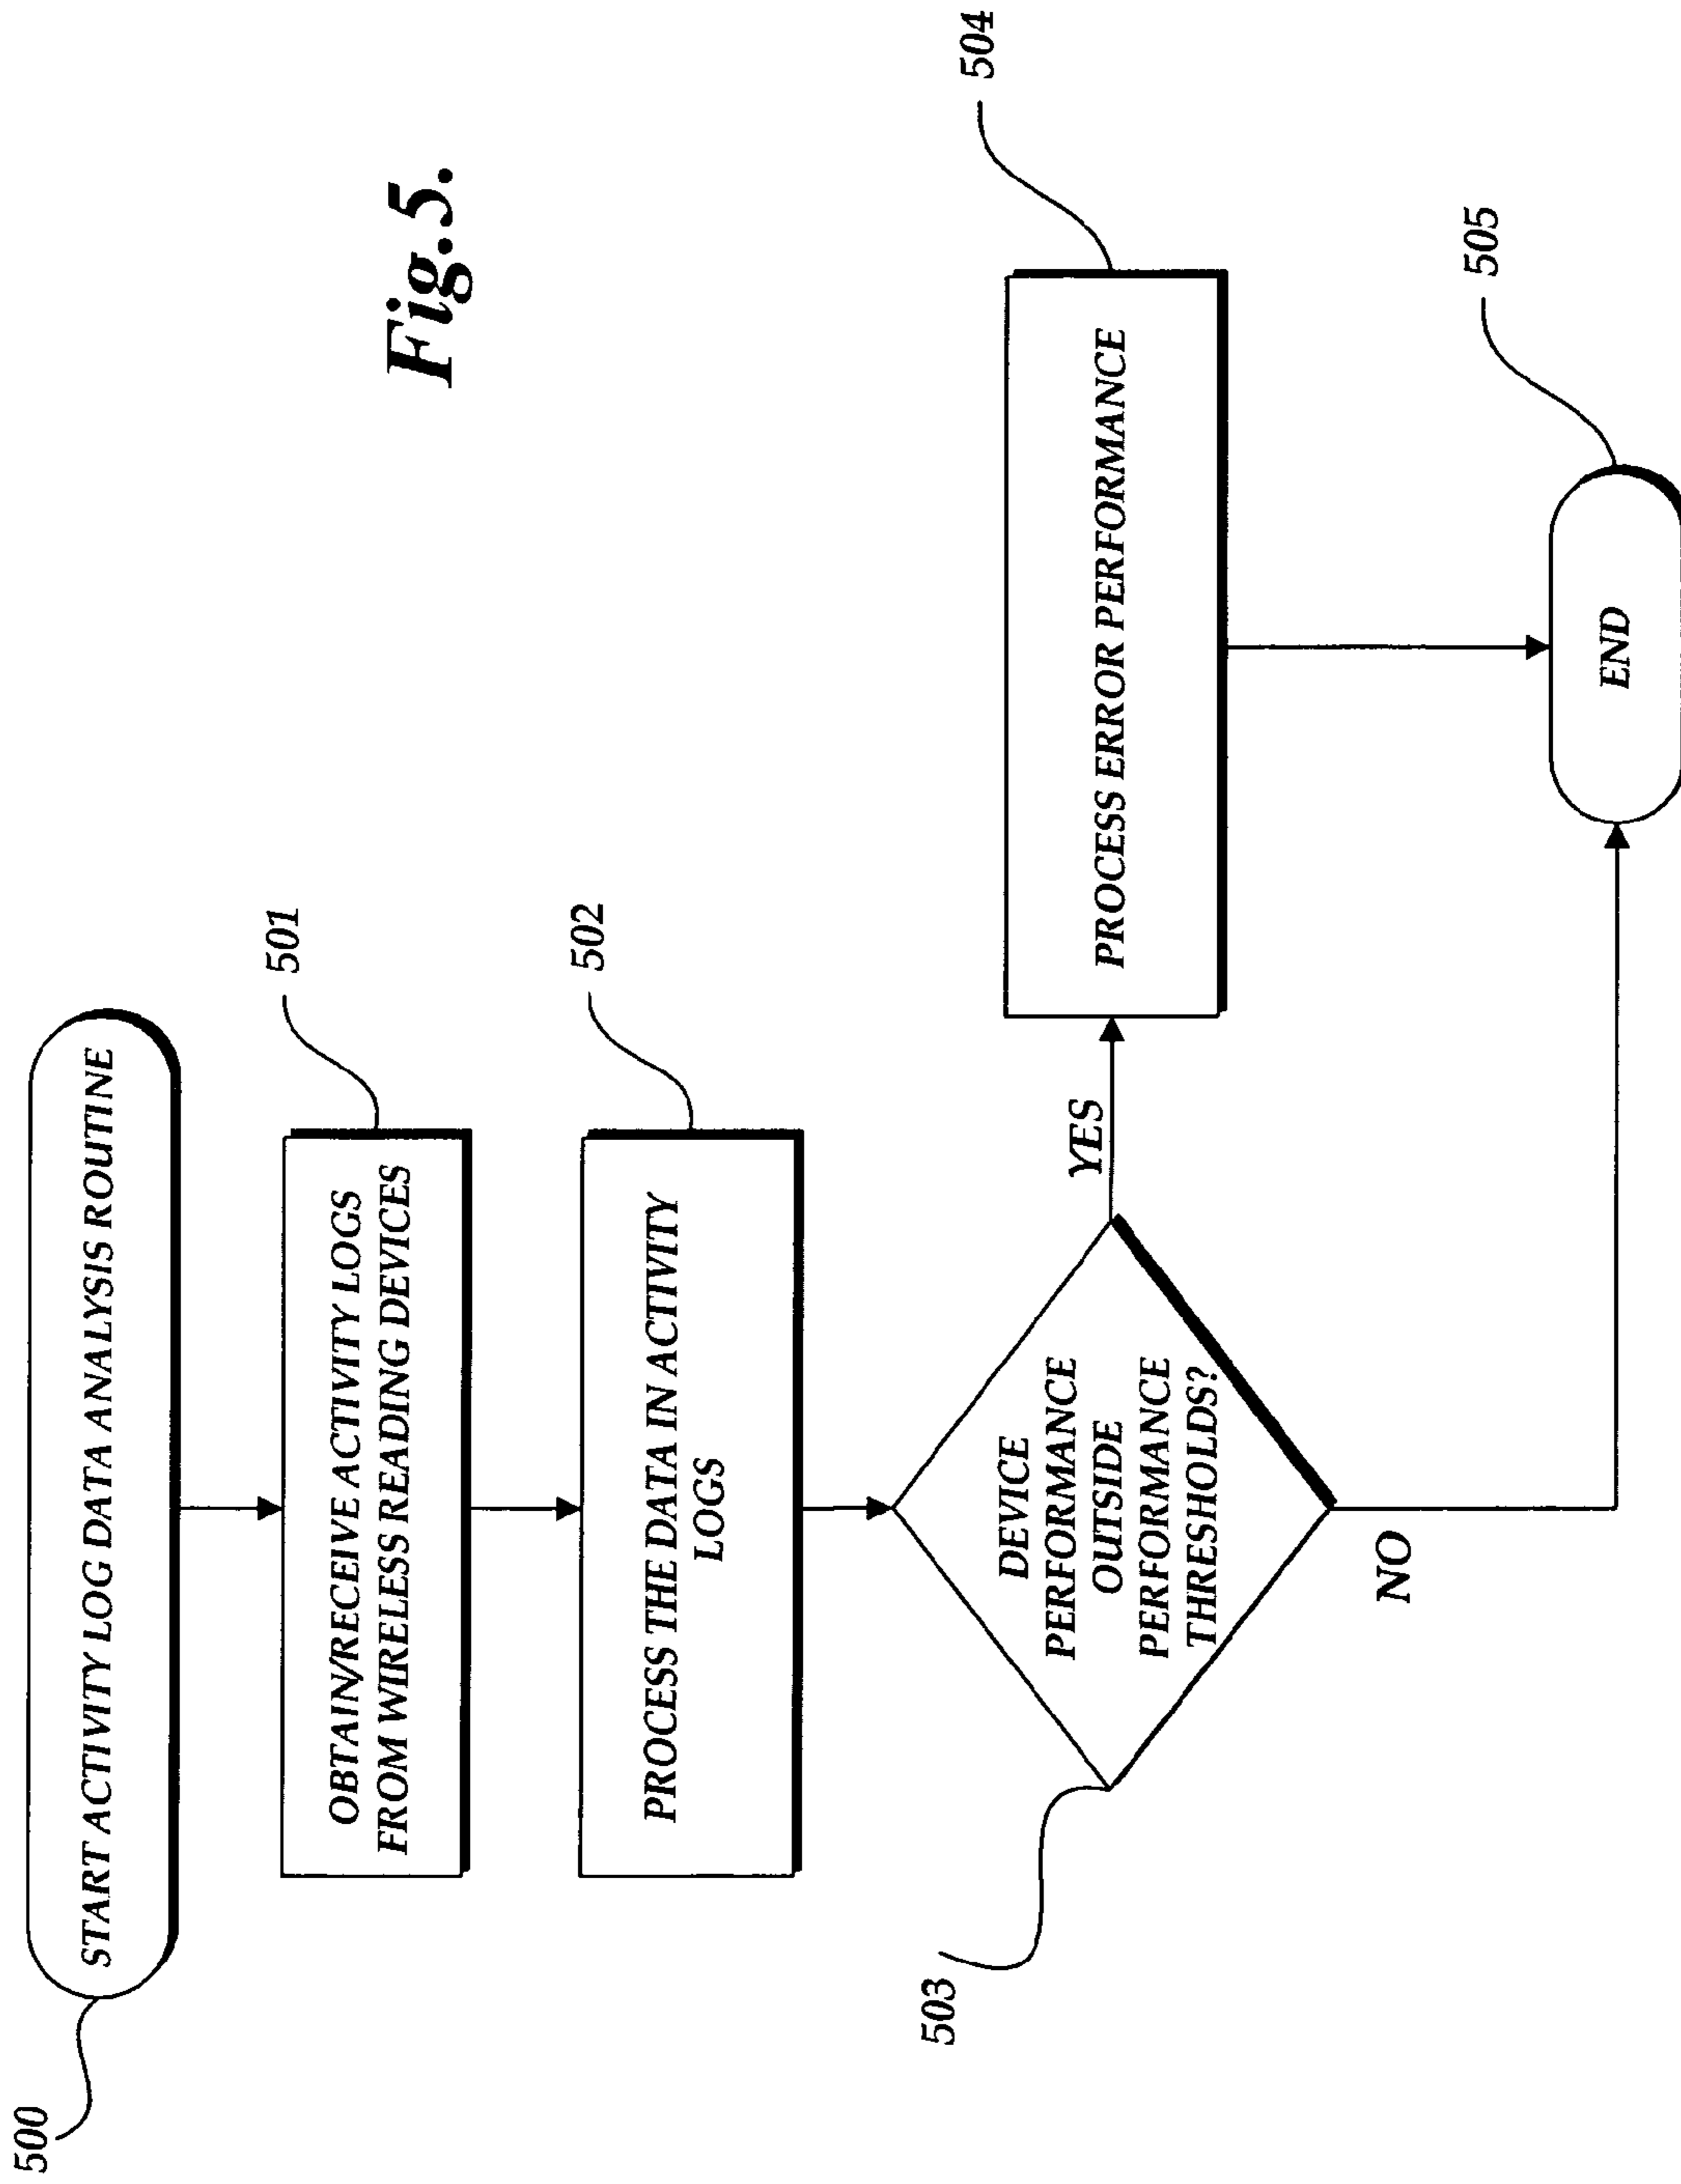 500
START ACTIVITY LOG DATA ANALYSIS ROUTINE
501
OBTAIN/RECEIVE ACTIVITY LOGS
FROM WIRELESS READING DEVICES
502
PROCESS THE DATA IN ACTIVITY
LOGS
503
DEVICE
PERFORMANCE
OUTSIDE
PERFORMANCE
THRESHOLDS?
YES
NO
504
PROCESS ERROR PERFORMANCE
505
END
Fig.5.